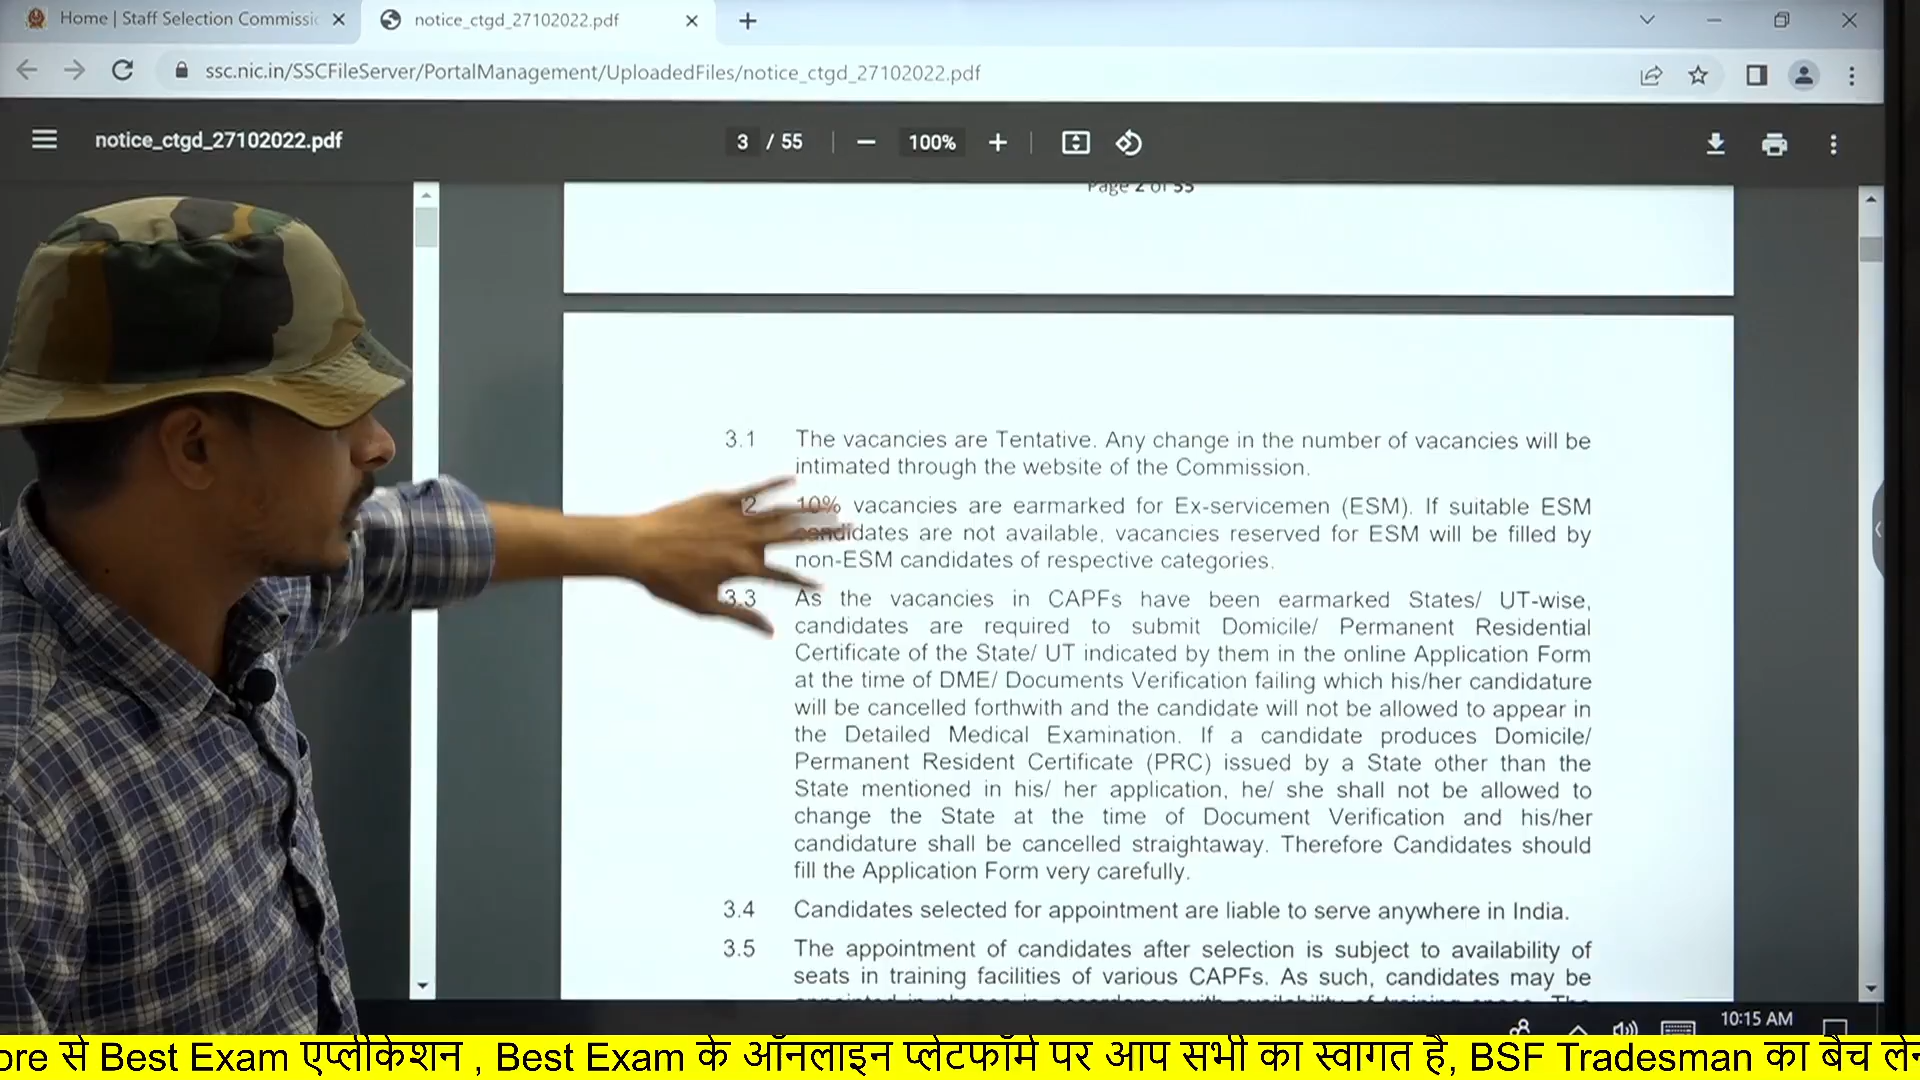 Home | Staff Selection Commissi
notice_ctgd_27102022.pdf
ssc.nic.in/SSCFileServer/PortalManagement/UploadedFiles/notice_ctgd_27102022.pdf
notice_ctgd_27102022.pdf
3 / 55
100%
Page 2 of 55
3.1 The vacancies are Tentative. Any change in the number of vacancies will be
intimated through the website of the Commission.
2 10% vacancies are earmarked for Ex-servicemen (ESM). If suitable ESM
candidates are not available, vacancies reserved for ESM will be filled by
non-ESM candidates of respective categories.
3.3 As the vacancies in CAPFs have been earmarked States/ UT-wise,
candidates are required to submit Domicile/ Permanent Residential
Certificate of the State/ UT indicated by them in the online Application Form
at the time of DME/ Documents Verification failing which his/her candidature
will be cancelled forthwith and the candidate will not be allowed to appear in
the Detailed Medical Examination. If a candidate produces Domicile/
Permanent Resident Certificate (PRC) issued by a State other than the
State mentioned in his/ her application, he/ she shall not be allowed to
change the State at the time of Document Verification and his/her
candidature shall be cancelled straightaway. Therefore Candidates should
fill the Application Form very carefully.
3.4 Candidates selected for appointment are liable to serve anywhere in India.
3.5 The appointment of candidates after selection is subject to availability of
seats in training facilities of various CAPFs. As such, candidates may be
10:15 AM
ore से Best Exam एप्लीकेशन , Best Exam के ऑनलाइन प्लेटफॉर्म पर आप सभी का स्वागत है, BSF Tradesman का बैच लेन